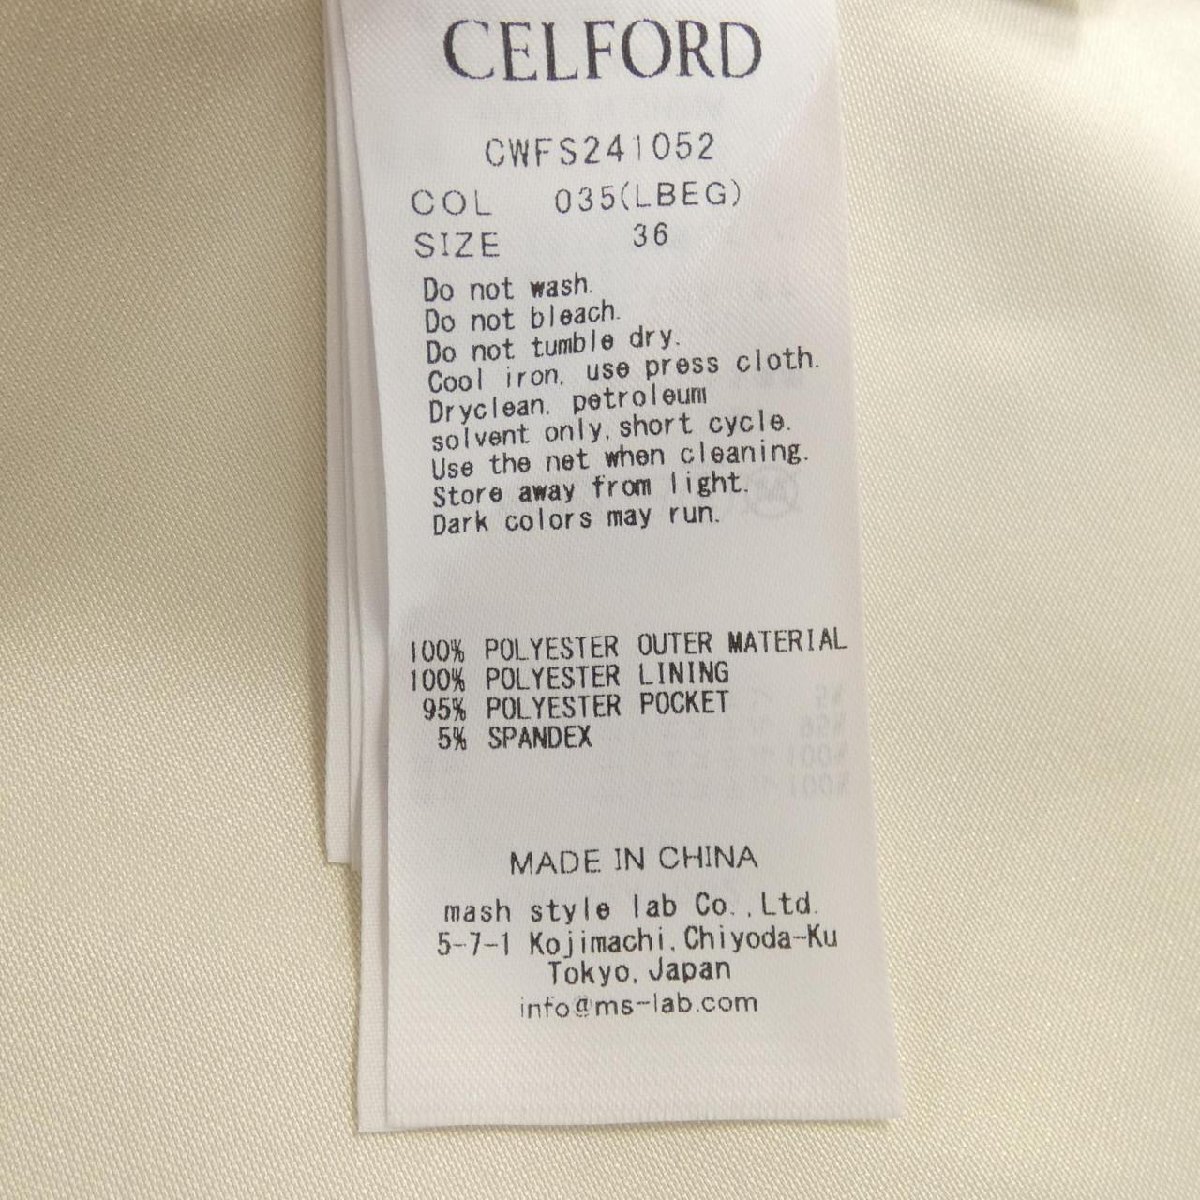 CELFORD
CWFS241052
COL 035(LBEG)
SIZE 36
Do not wash.
Do not bleach.
Do not tumble dry.
Cool iron, use press cloth.
Dryclean, petroleum
solvent only, short cycle.
Use the net when cleaning.
Store away from light.
Dark colors may run.
100% POLYESTER OUTER MATERIAL
100% POLYESTER LINING
95% POLYESTER POCKET
5% SPANDEX
MADE IN CHINA
mash style lab Co.,Ltd.
5-7-1 Kojimachi, Chiyoda-Ku
Tokyo, Japan
info@ms-lab.com